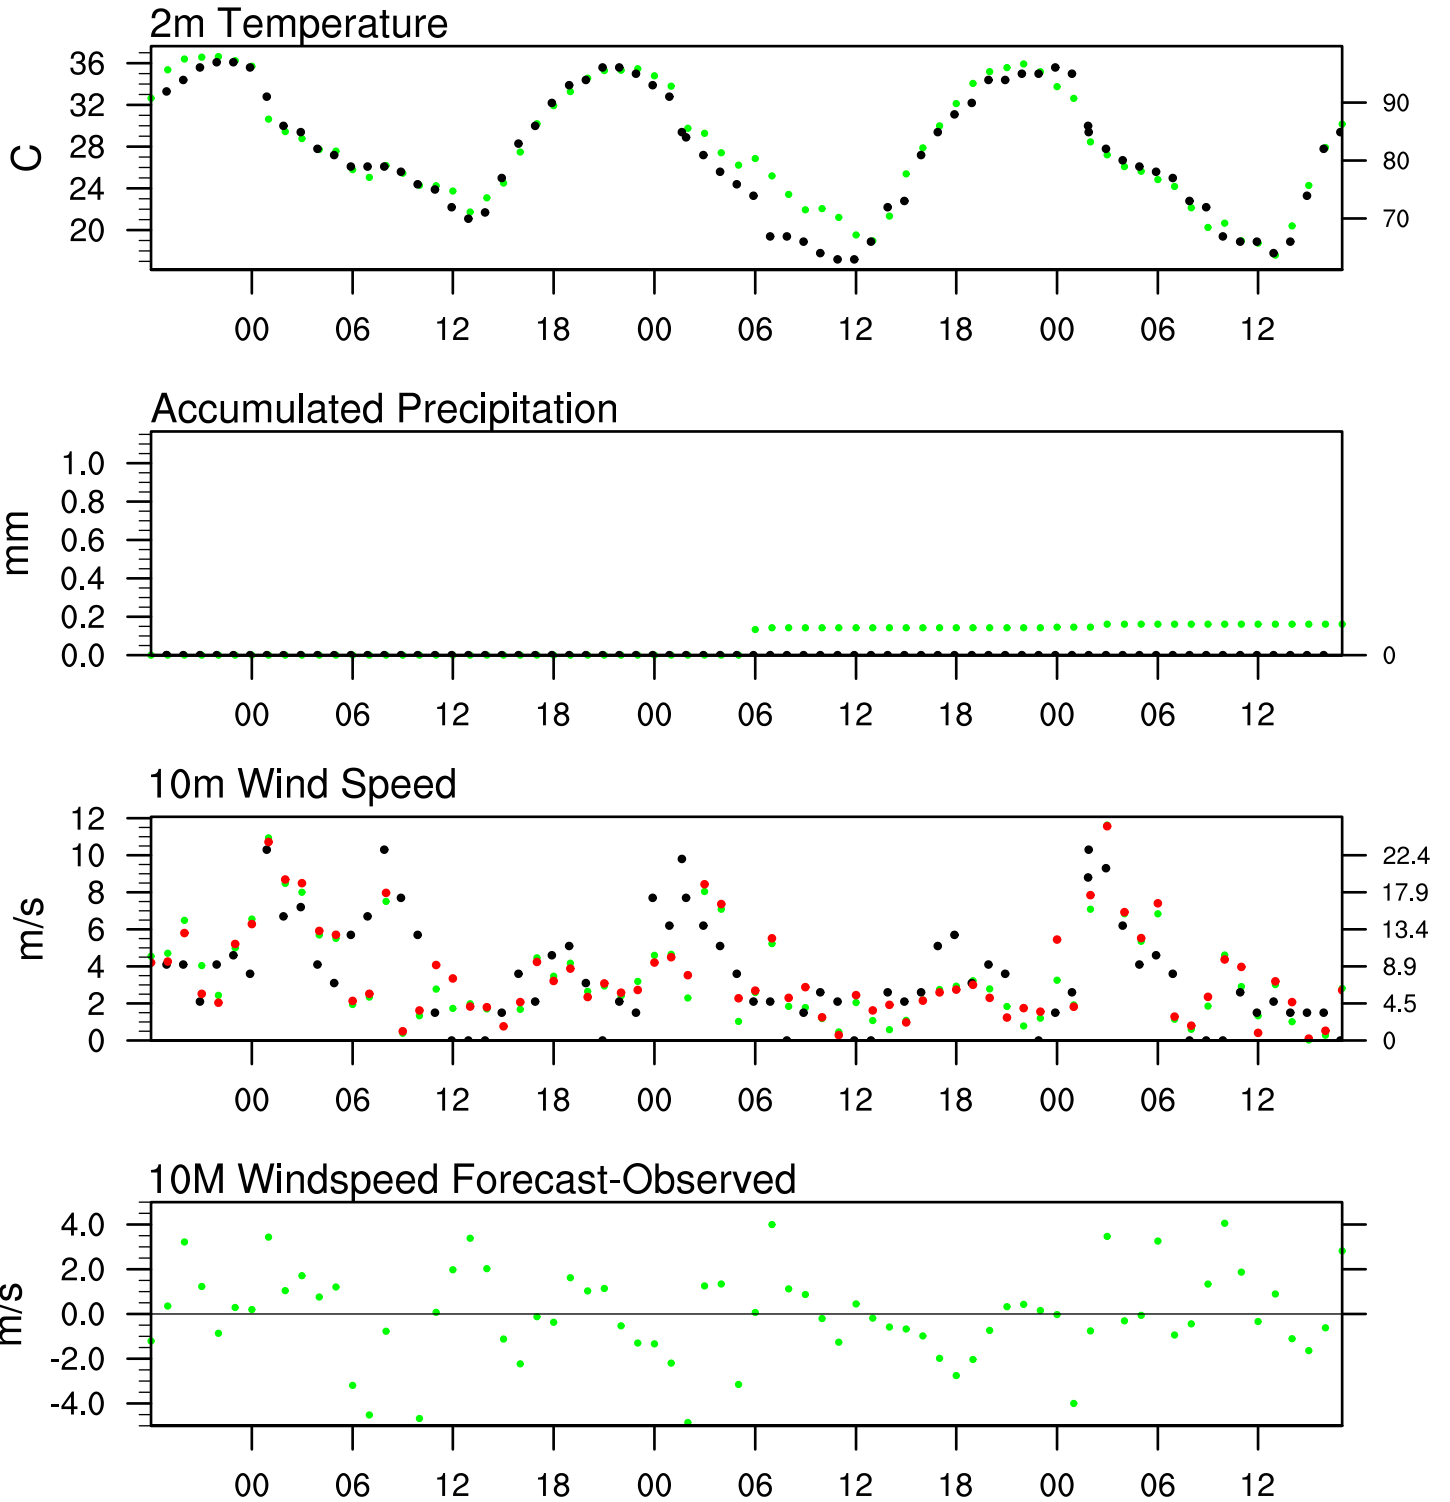 2m Temperature
36
32
28
24
20
C
90
80
70
00 06 12 18 00 06 12 18 00 06 12
Accumulated Precipitation
1.0
0.8
0.6
0.4
0.2
0.0
mm
0
00 06 12 18 00 06 12 18 00 06 12
10m Wind Speed
12
10
8
6
4
2
0
m/s
22.4
17.9
13.4
8.9
4.5
0
00 06 12 18 00 06 12 18 00 06 12
10M Windspeed Forecast-Observed
4.0
2.0
0.0
-2.0
-4.0
m/s
00 06 12 18 00 06 12 18 00 06 12